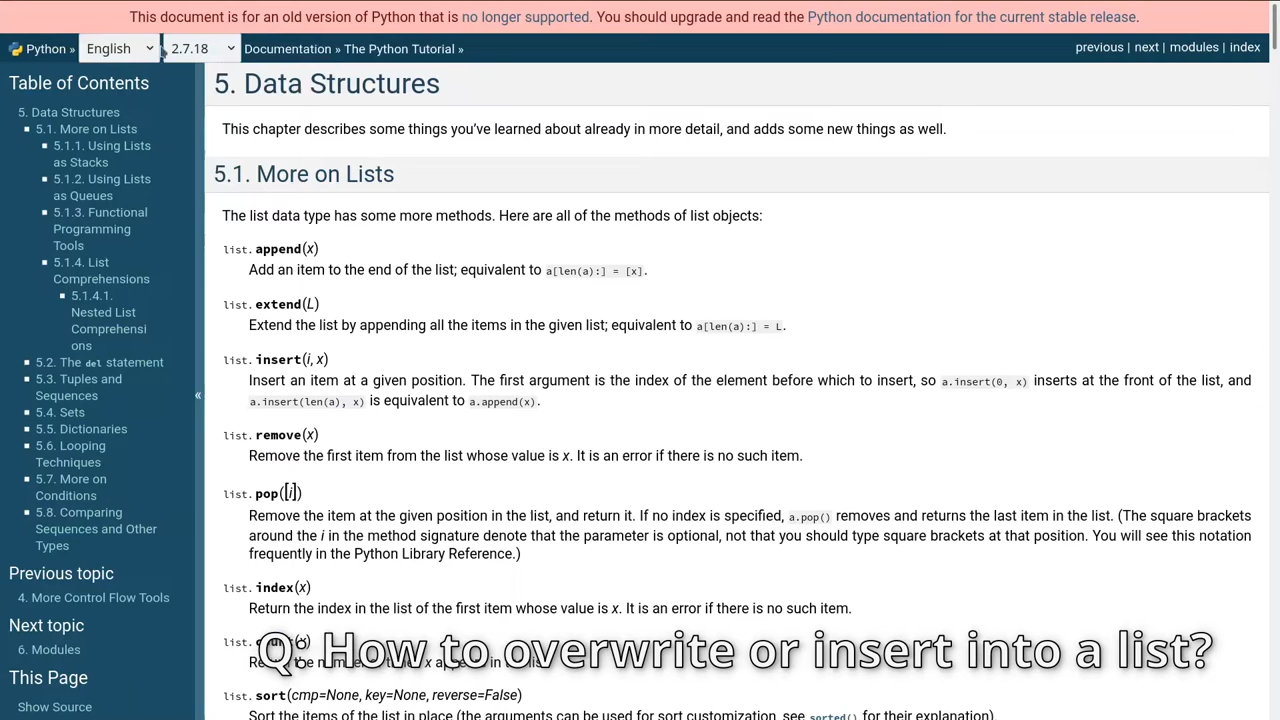 This document is for an old version of Python that is no longer supported. You should upgrade and read the Python documentation for the current stable release.
Python » English 2.7.18 Documentation » The Python Tutorial »
previous | next | modules | index
Table of Contents
5. Data Structures
5.1. More on Lists
5.1.1. Using Lists
as Stacks
5.1.2. Using Lists
as Queues
5.1.3. Functional
Programming
Tools
5.1.4. List
Comprehensions
5.1.4.1.
Nested List
Comprehensi
ons
5.2. The del statement
5.3. Tuples and
Sequences
5.4. Sets
5.5. Dictionaries
5.6. Looping
Techniques
5.7. More on
Conditions
5.8. Comparing
Sequences and Other
Types
Previous topic
4. More Control Flow Tools
Next topic
6. Modules
This Page
Show Source
«
5. Data Structures
This chapter describes some things you've learned about already in more detail, and adds some new things as well.
5.1. More on Lists
The list data type has some more methods. Here are all of the methods of list objects:
list.append(x)
Add an item to the end of the list; equivalent to a[len(a):] = [x].
list.extend(L)
Extend the list by appending all the items in the given list; equivalent to a[len(a):] = L.
list.insert(i, x)
Insert an item at a given position. The first argument is the index of the element before which to insert, so a.insert(0, x) inserts at the front of the list, and
a.insert(len(a), x) is equivalent to a.append(x).
list.remove(x)
Remove the first item from the list whose value is x. It is an error if there is no such item.
list.pop([i])
Remove the item at the given position in the list, and return it. If no index is specified, a.pop() removes and returns the last item in the list. (The square brackets
around the i in the method signature denote that the parameter is optional, not that you should type square brackets at that position. You will see this notation
frequently in the Python Library Reference.)
list.index(x)
Return the index in the list of the first item whose value is x. It is an error if there is no such item.
list.
Q: How to overwrite or insert into a list?
list.sort(cmp=None, key=None, reverse=False)
Sort the items of the list in place (the arguments can be used for sort customization, see sorted() for their explanation).